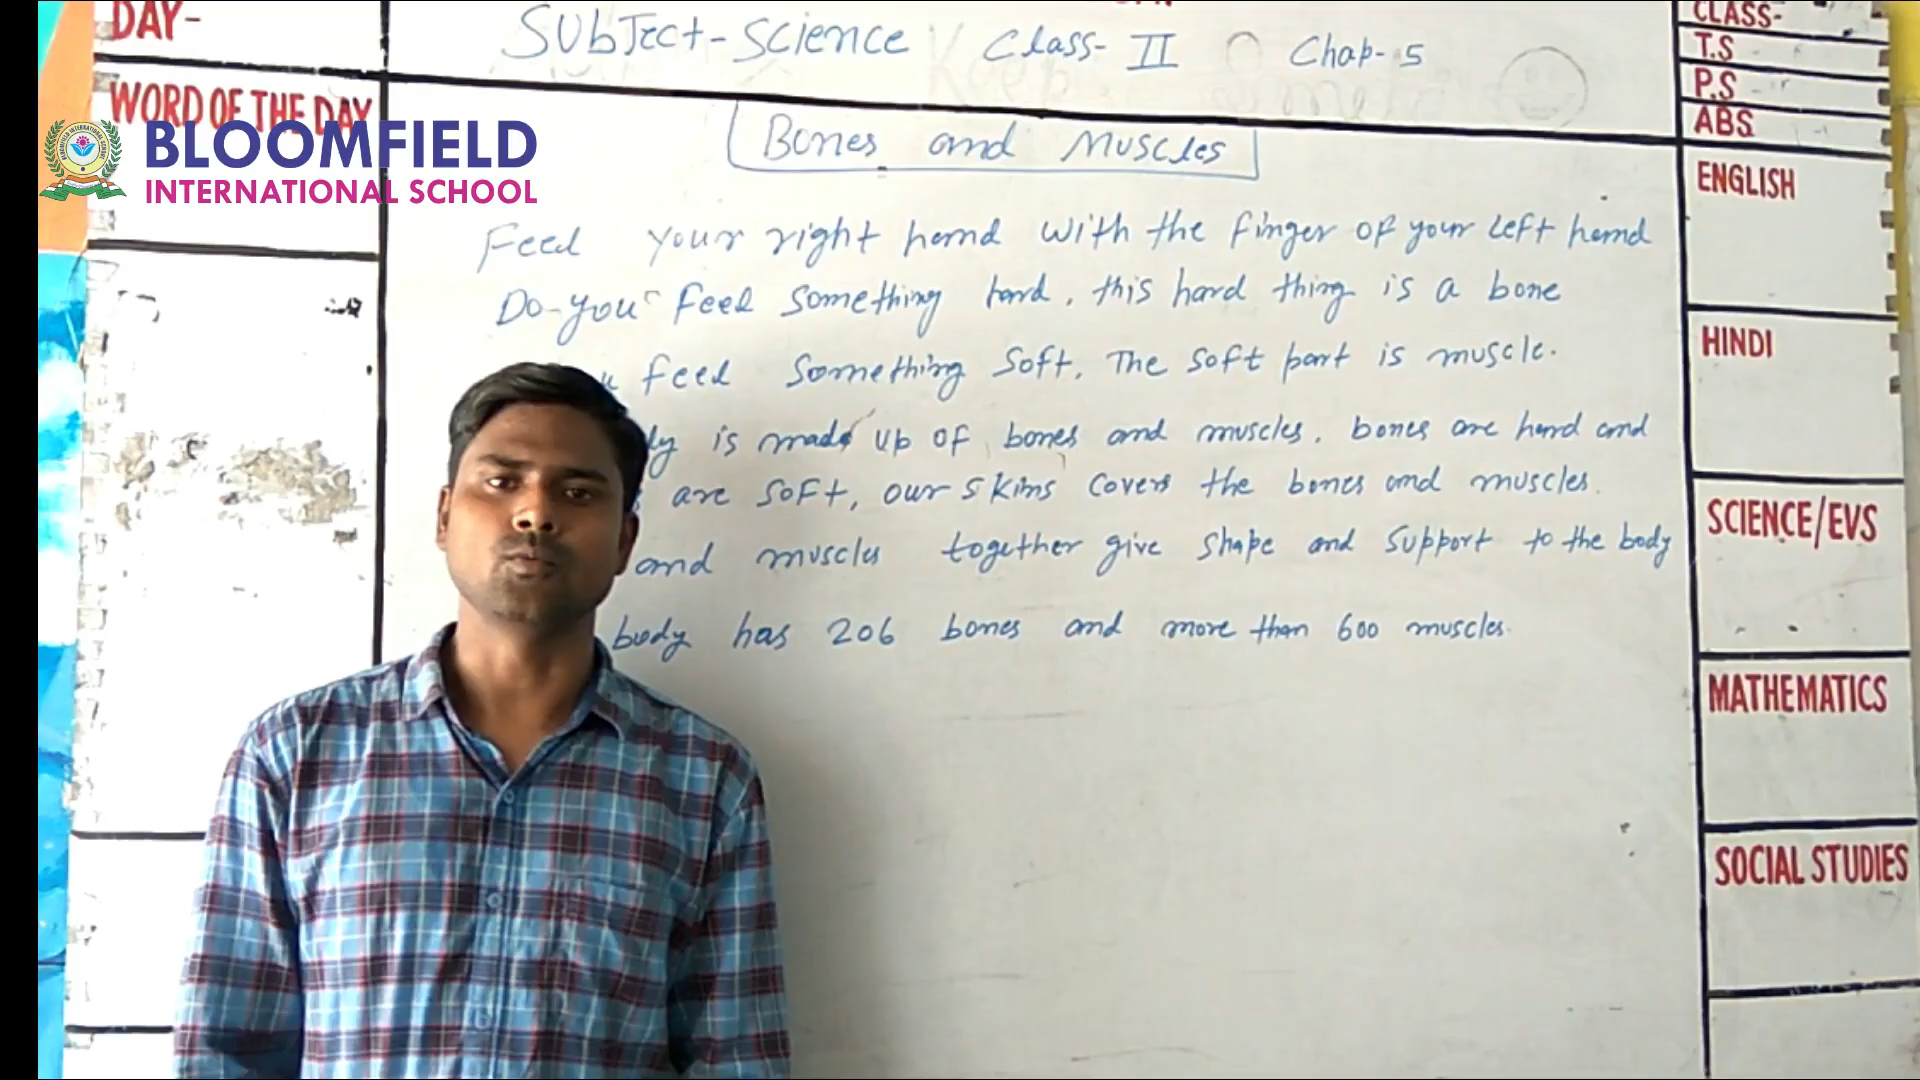 DAY-
SUbJect-Science Class- II Chap- 5
WORD OF THE DAY
BLOOMFIELD
INTERNATIONAL SCHOOL
Bones and Muscles
Feel your right hand with the finger of your left hand
Do you feel something hard, this hard thing is a bone
feel something soft, The soft part is muscle.
is made up of bones and muscles. bones are hard and
are soft, our skins covers the bones and muscles.
and muscles together give shape and support to the body
body has 206 bones and more than 600 muscles.
CLASS-
T.S
P.S
ABS
ENGLISH
HINDI
SCIENCE/EVS
MATHEMATICS
SOCIAL STUDIES